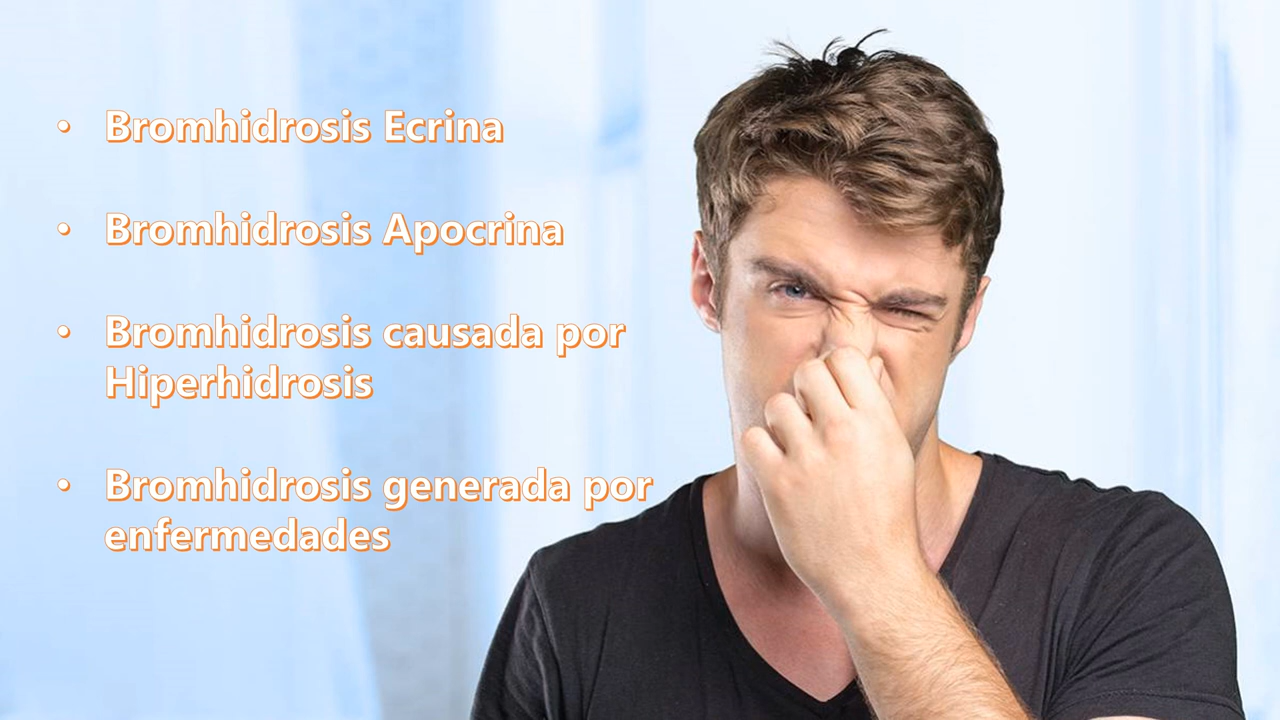 • Bromhidrosis Ecrina
• Bromhidrosis Apocrina
• Bromhidrosis causada por
Hiperhidrosis
• Bromhidrosis generada por
enfermedades